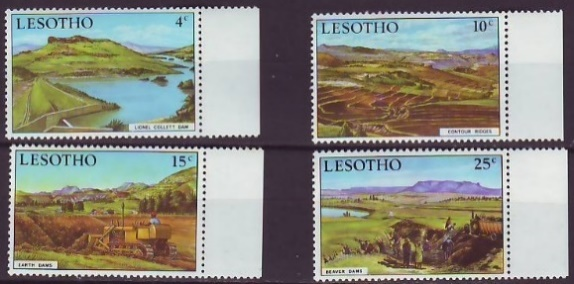 LESOTHO 4c
LIONEL COLLETT DAM
LESOTHO 10c
CONTOUR RIDGES
LESOTHO 15c
EARTH DAMS
LESOTHO 25c
BEAVER DAMS